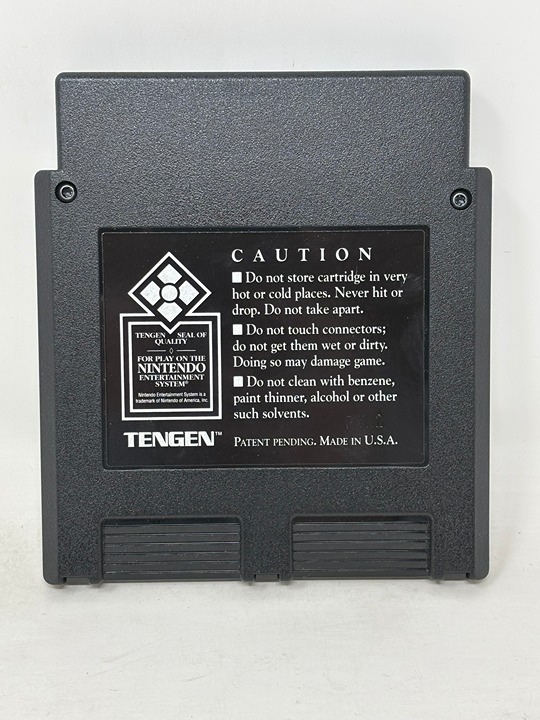 CAUTION
■ Do not store cartridge in very
hot or cold places. Never hit or
drop. Do not take apart.
■ Do not touch connectors;
do not get them wet or dirty.
Doing so may damage game.
■ Do not clean with benzene,
paint thinner, alcohol or other
such solvents.
TENGEN SEAL OF
QUALITY
FOR PLAY ON THE
NINTENDO
ENTERTAINMENT
SYSTEM®
Nintendo Entertainment System is a
trademark of Nintendo of America, Inc.
TENGEN™
PATENT PENDING. MADE IN U.S.A.